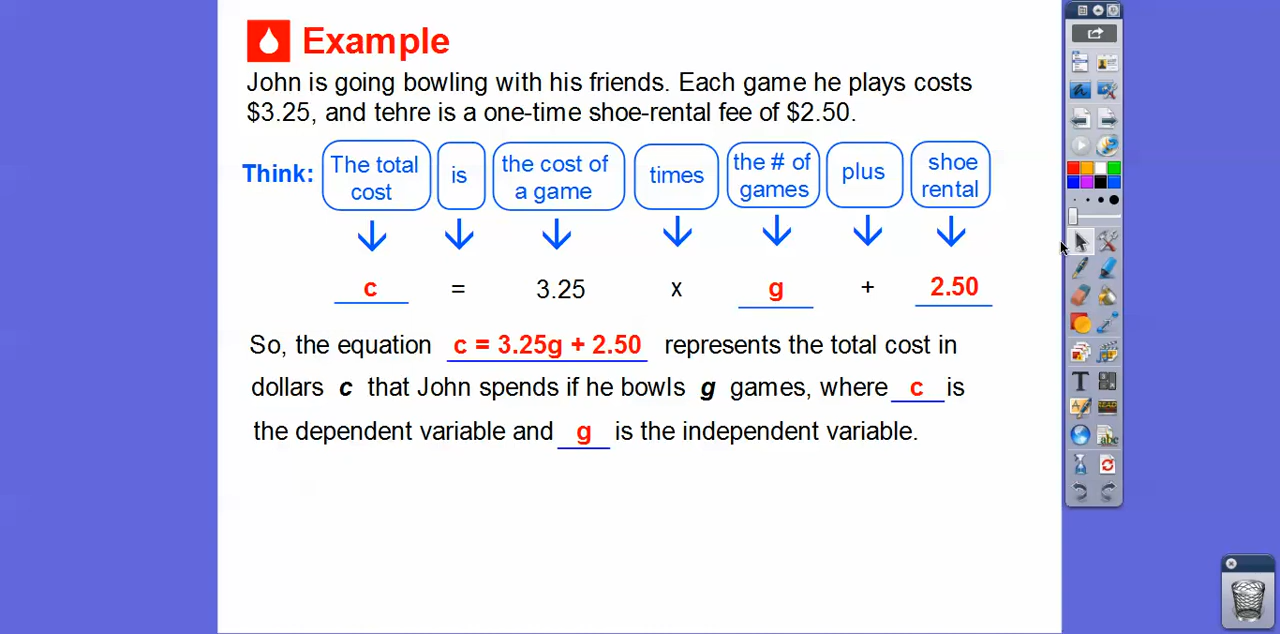 Example
John is going bowling with his friends. Each game he plays costs
$3.25, and tehre is a one-time shoe-rental fee of $2.50.
Think: The total cost is the cost of a game times the # of games plus shoe rental
c = 3.25 x g + 2.50
So, the equation c = 3.25g + 2.50 represents the total cost in
dollars c that John spends if he bowls g games, where c is
the dependent variable and g is the independent variable.
T
abc